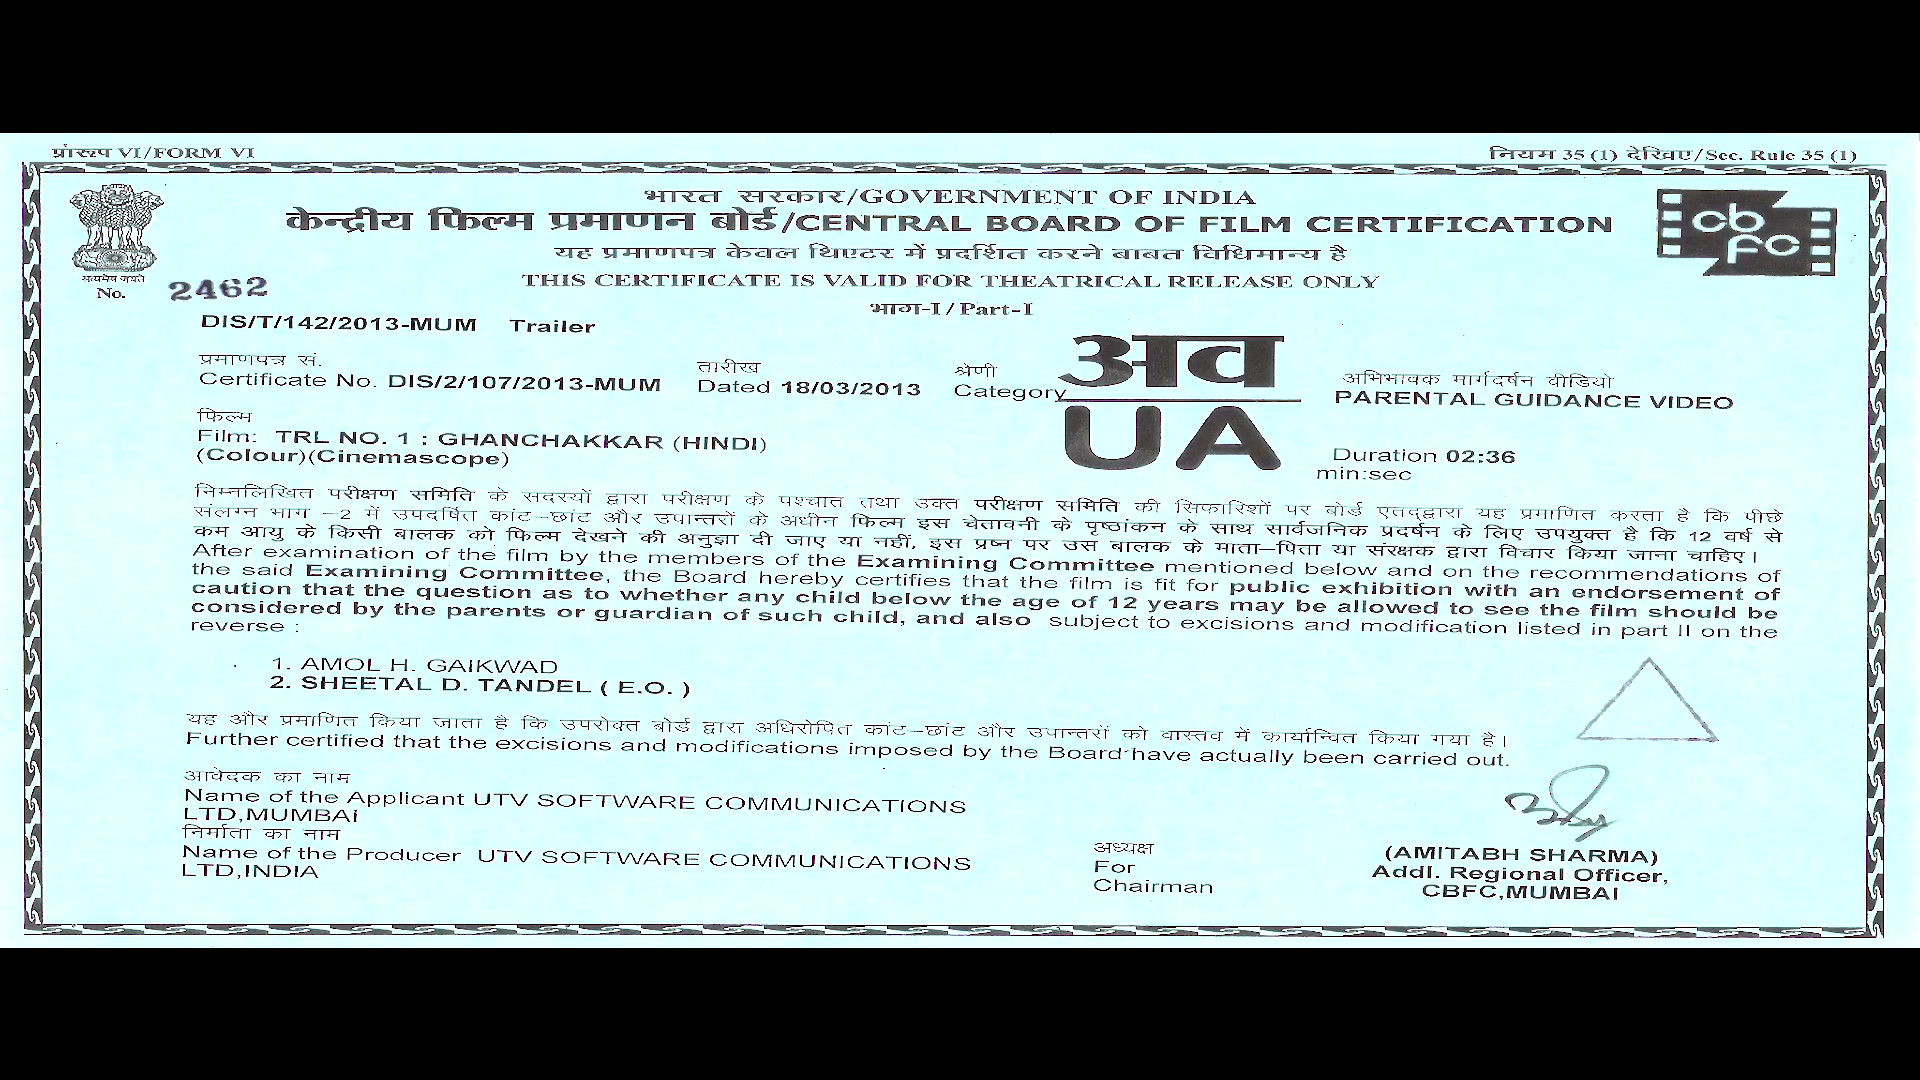 प्रारूप VI/FORM VI
नियम 35 (1) देखिए/Sec. Rule 35 (1)
भारत सरकार/GOVERNMENT OF INDIA
केन्द्रीय फिल्म प्रमाणन बोर्ड/CENTRAL BOARD OF FILM CERTIFICATION
cb
fc
यह प्रमाणपत्र केवल थिएटर में प्रदर्शित करने बाबत विधिमान्य है
सत्यमेव जयते
THIS CERTIFICATE IS VALID FOR THEATRICAL RELEASE ONLY
No. 2462
भाग-I / Part-I
DIS/T/142/2013-MUM Trailer
प्रमाणपत्र सं. तारीख श्रेणी अव अभिभावक मार्गदर्षन वीडियो
Certificate No. DIS/2/107/2013-MUM Dated 18/03/2013 Category UA PARENTAL GUIDANCE VIDEO
फिल्म
Film: TRL NO. 1 : GHANCHAKKAR (HINDI)
(Colour)(Cinemascope)
Duration 02:36
min:sec
निम्नलिखित परीक्षण समिति के सदस्यों द्वारा परीक्षण के पश्चात तथा उक्त परीक्षण समिति की सिफारिशों पर बोर्ड एतद्द्वारा यह प्रमाणित करता है कि पीछे
संलग्न भाग –2 में उपदर्षित कांट–छांट और उपान्तरों के अधीन फिल्म इस चेतावनी के पृष्ठांकन के साथ सार्वजनिक प्रदर्षन के लिए उपयुक्त है कि 12 वर्ष से
कम आयु के किसी बालक को फिल्म देखने की अनुज्ञा दी जाए या नहीं, इस प्रष्न पर उस बालक के माता–पिता या संरक्षक द्वारा विचार किया जाना चाहिए।
After examination of the film by the members of the Examining Committee mentioned below and on the recommendations of
the said Examining Committee, the Board hereby certifies that the film is fit for public exhibition with an endorsement of
caution that the question as to whether any child below the age of 12 years may be allowed to see the film should be
considered by the parents or guardian of such child, and also subject to excisions and modification listed in part II on the
reverse :
1. AMOL H. GAIKWAD
2. SHEETAL D. TANDEL ( E.O. )
यह और प्रमाणित किया जाता है कि उपरोक्त बोर्ड द्वारा अधिरोपित कांट–छांट और उपान्तरों को वास्तव में कार्यान्वित किया गया है।
Further certified that the excisions and modifications imposed by the Board have actually been carried out.
आवेदक का नाम
Name of the Applicant UTV SOFTWARE COMMUNICATIONS
LTD,MUMBAI
निर्माता का नाम
Name of the Producer UTV SOFTWARE COMMUNICATIONS
LTD,INDIA
अध्यक्ष
For
Chairman
(AMITABH SHARMA)
Addl. Regional Officer,
CBFC,MUMBAI